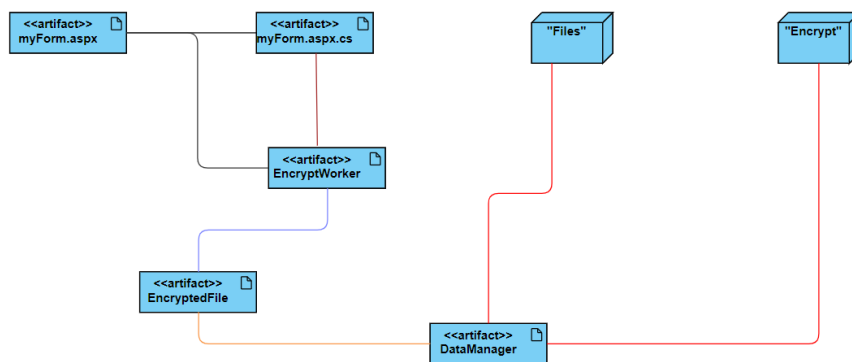 <<artifact>>
myForm.aspx
<<artifact>>
myForm.aspx.cs
"Files"
"Encrypt"
<<artifact>>
EncryptWorker
<<artifact>>
EncryptedFile
<<artifact>>
DataManager